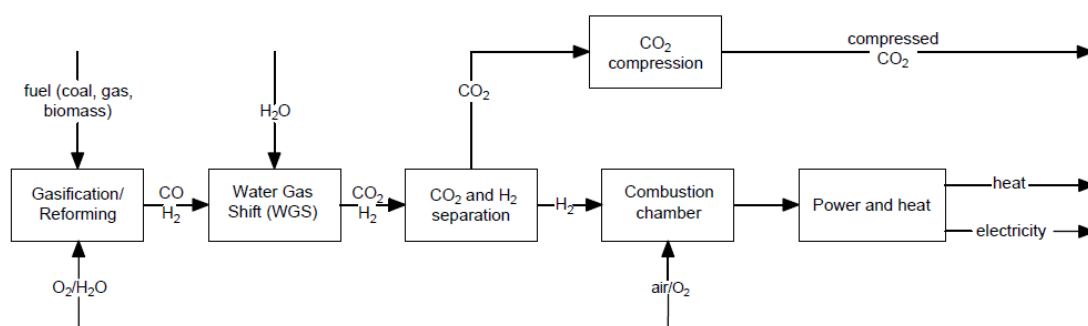 CO₂
compression
compressed
CO₂
fuel (coal, gas,
biomass)
H₂O
CO₂
Gasification/
Reforming
CO
H₂
Water Gas
Shift (WGS)
CO₂
H₂
CO₂ and H₂
separation
H₂
Combustion
chamber
Power and heat
heat
electricity
O₂/H₂O
air/O₂